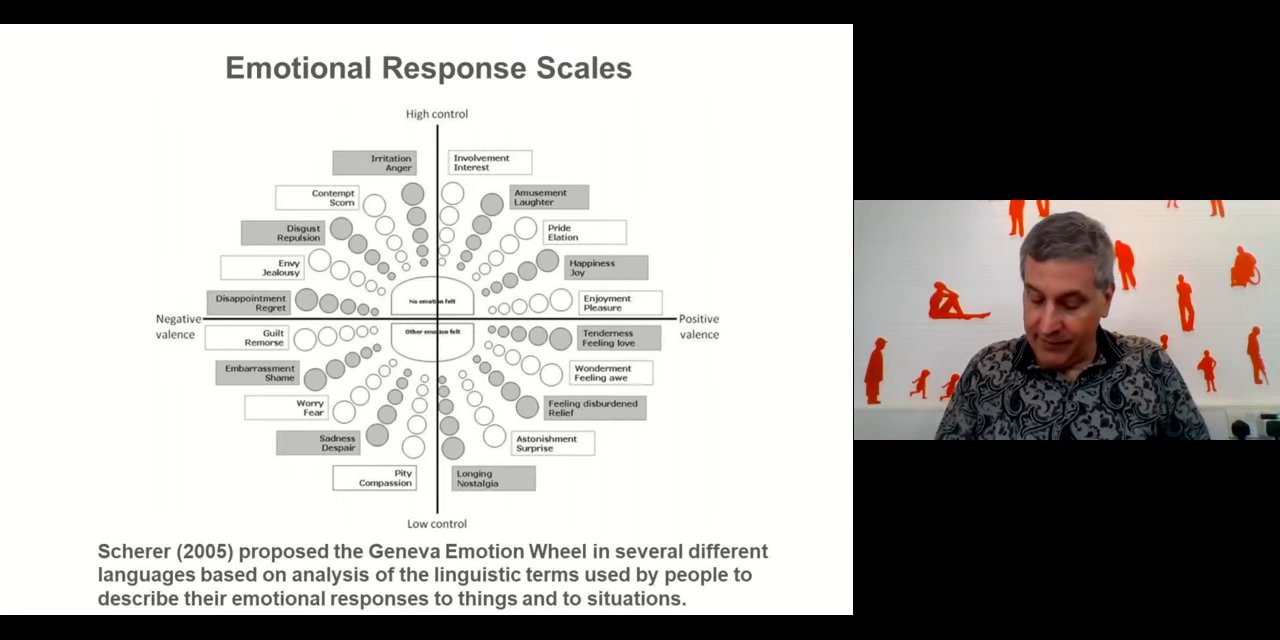 Emotional Response Scales
High control
Irritation
Anger
Involvement
Interest
Contempt
Scorn
Amusement
Laughter
Disgust
Repulsion
Pride
Elation
Envy
Jealousy
Happiness
Joy
Disappointment
Regret
No emotion felt
Enjoyment
Pleasure
Negative
valence
Positive
valence
Guilt
Remorse
Other emotion felt
Tenderness
Feeling love
Embarrassment
Shame
Wonderment
Feeling awe
Worry
Fear
Feeling disburdened
Relief
Sadness
Despair
Astonishment
Surprise
Pity
Compassion
Longing
Nostalgia
Low control
Scherer (2005) proposed the Geneva Emotion Wheel in several different
languages based on analysis of the linguistic terms used by people to
describe their emotional responses to things and to situations.